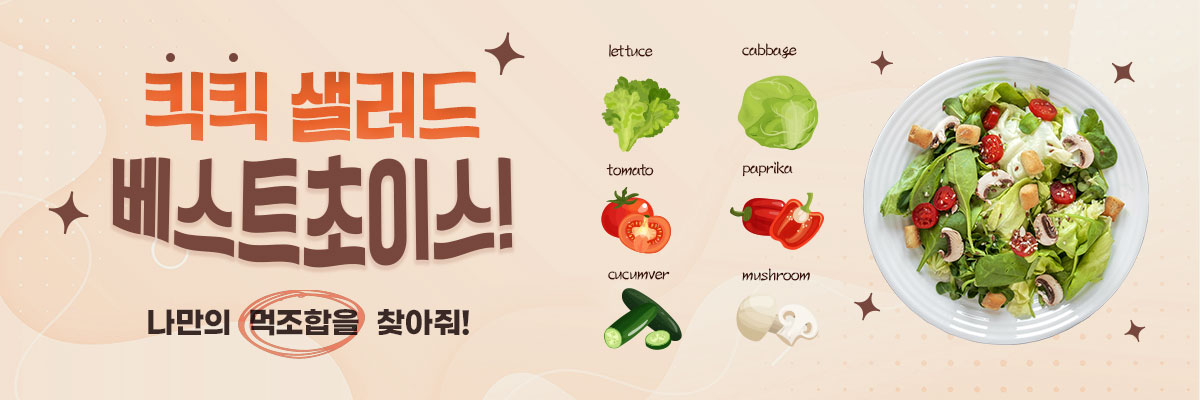 킥킥 샐러드
베스트초이스!
나만의 먹조합을 찾아줘!
lettuce
cabbage
tomato
paprika
cucumver
mushroom